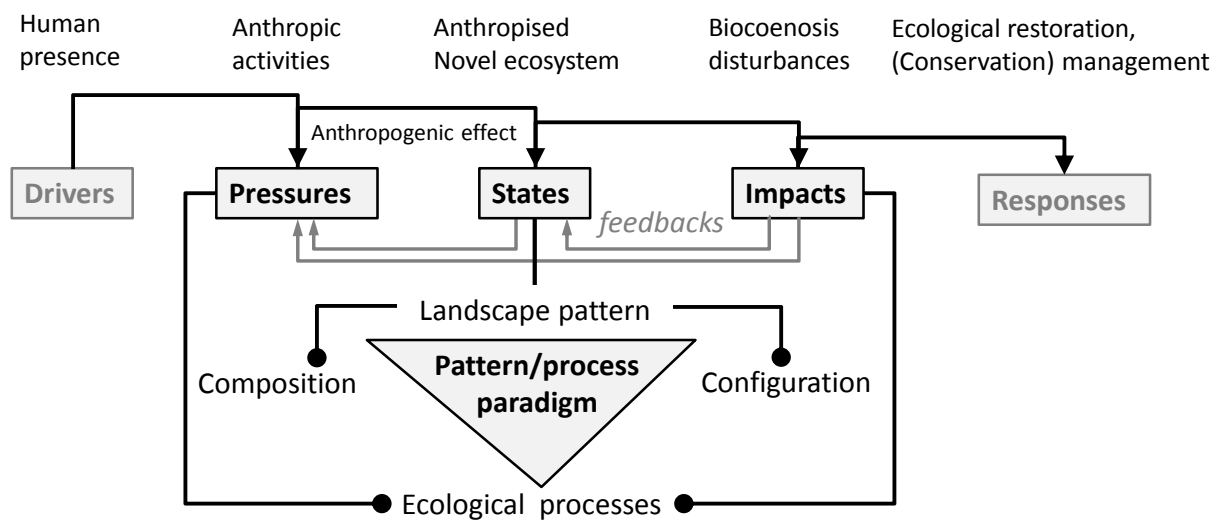 Human
presence
Anthropic
activities
Anthropised
Novel ecosystem
Biocoenosis
disturbances
Ecological restoration,
(Conservation) management
Anthropogenic effect
Drivers
Pressures
States
Impacts
Responses
feedbacks
Landscape pattern
Composition
Pattern/process
paradigm
Configuration
Ecological processes